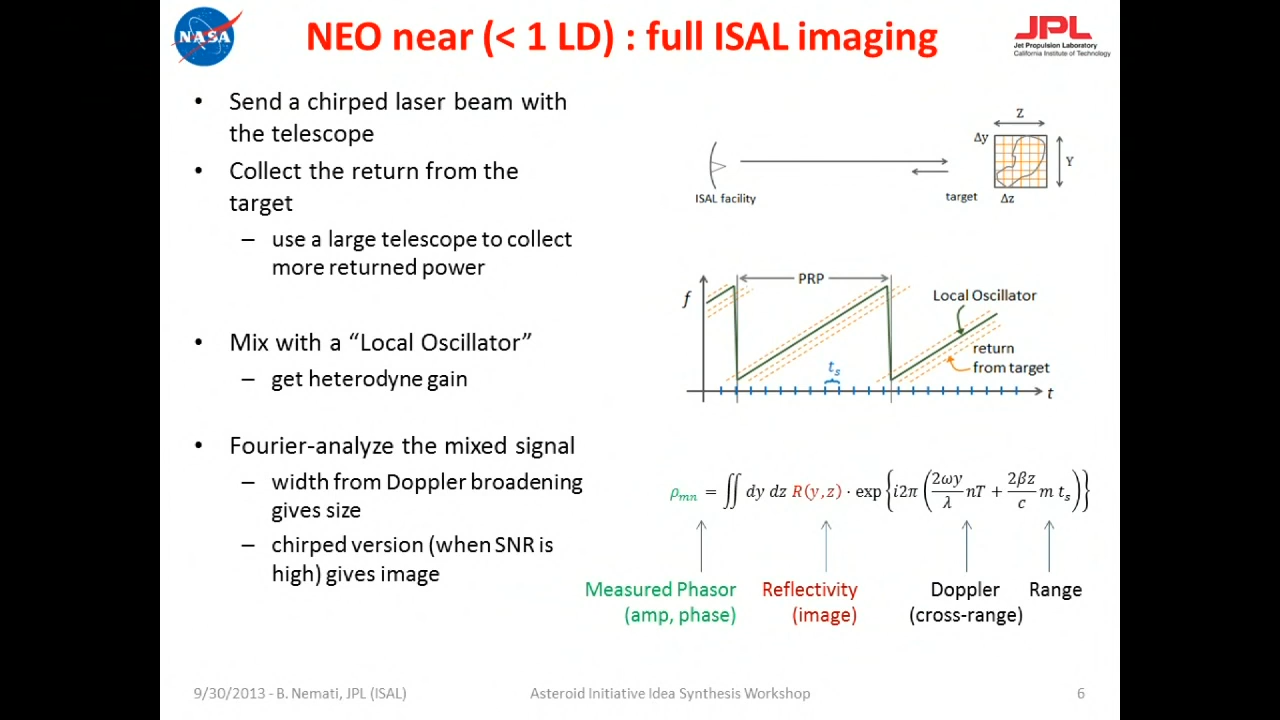 NASA
NEO near (< 1 LD) : full ISAL imaging
JPL
Jet Propulsion Laboratory
California Institute of Technology
• Send a chirped laser beam with
the telescope
• Collect the return from the
target
– use a large telescope to collect
more returned power
• Mix with a “Local Oscillator”
– get heterodyne gain
• Fourier-analyze the mixed signal
– width from Doppler broadening
gives size
– chirped version (when SNR is
high) gives image
Z
Δy
Y
ISAL facility
target
Δz
PRP
f
Local Oscillator
return
from target
t_s
t
ρ_mn = ∬ dy dz R(y,z) · exp{i2π (2ωy/λ nT + 2βz/c m t_s)}
Measured Phasor
(amp, phase)
Reflectivity
(image)
Doppler
(cross-range)
Range
9/30/2013 - B. Nemati, JPL (ISAL)
Asteroid Initiative Idea Synthesis Workshop
6